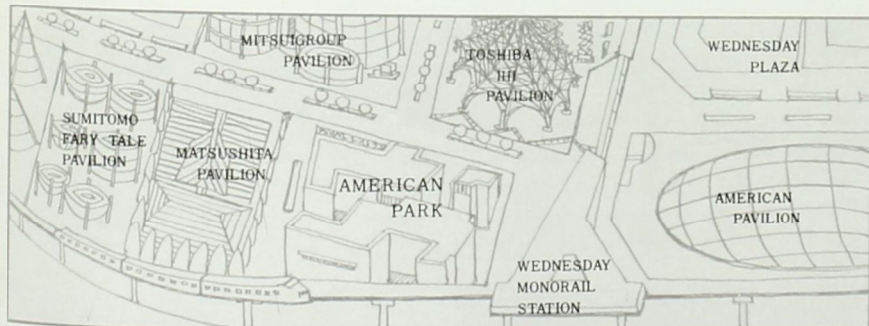 MITSUIGROUP
PAVILION
TOSHIBA
IHI
PAVILION
WEDNESDAY
PLAZA
SUMITOMO
FARY TALE
PAVILION
MATSUSHITA
PAVILION
AMERICAN
PARK
AMERICAN
PAVILION
WEDNESDAY
MONORAIL
STATION